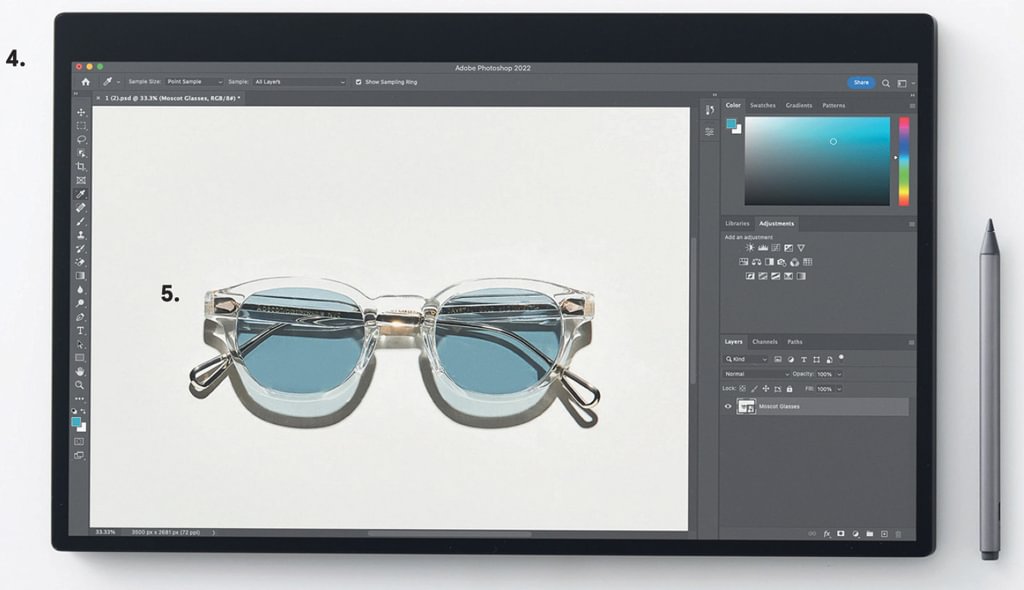 4.
Adobe Photoshop 2022
Sample Size: Point Sample Sample: All Layers Show Sampling Ring Share
× 1 (2).psd @ 33.3% (Moscot Glasses, RGB/8#) *
Color Swatches Gradients Patterns
Libraries Adjustments
Add an adjustment
5.
Layers Channels Paths
Kind
Normal Opacity: 100%
Lock: Fill: 100%
Moscot Glasses
33.33% 3500 px x 2681 px (72 ppi)
fx